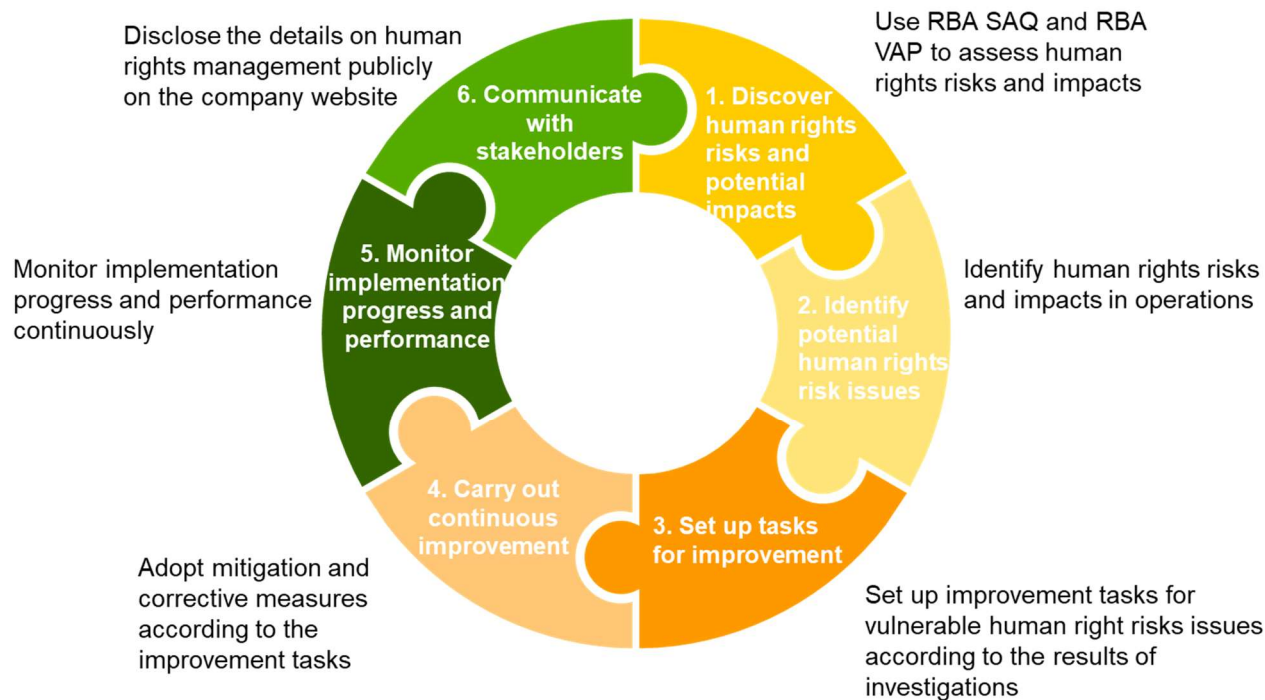 Use RBA SAQ and RBA
VAP to assess human
rights risks and impacts
1. Discover
human rights
risks and
potential
impacts
Identify human rights risks
and impacts in operations
2. Identify
potential
human rights
risk issues
3. Set up tasks
for improvement
Set up improvement tasks for
vulnerable human right risks issues
according to the results of
investigations
4. Carry out
continuous
improvement
Adopt mitigation and
corrective measures
according to the
improvement tasks
5. Monitor
implementation
progress and
performance
Monitor implementation
progress and performance
continuously
6. Communicate
with
stakeholders
Disclose the details on human
rights management publicly
on the company website